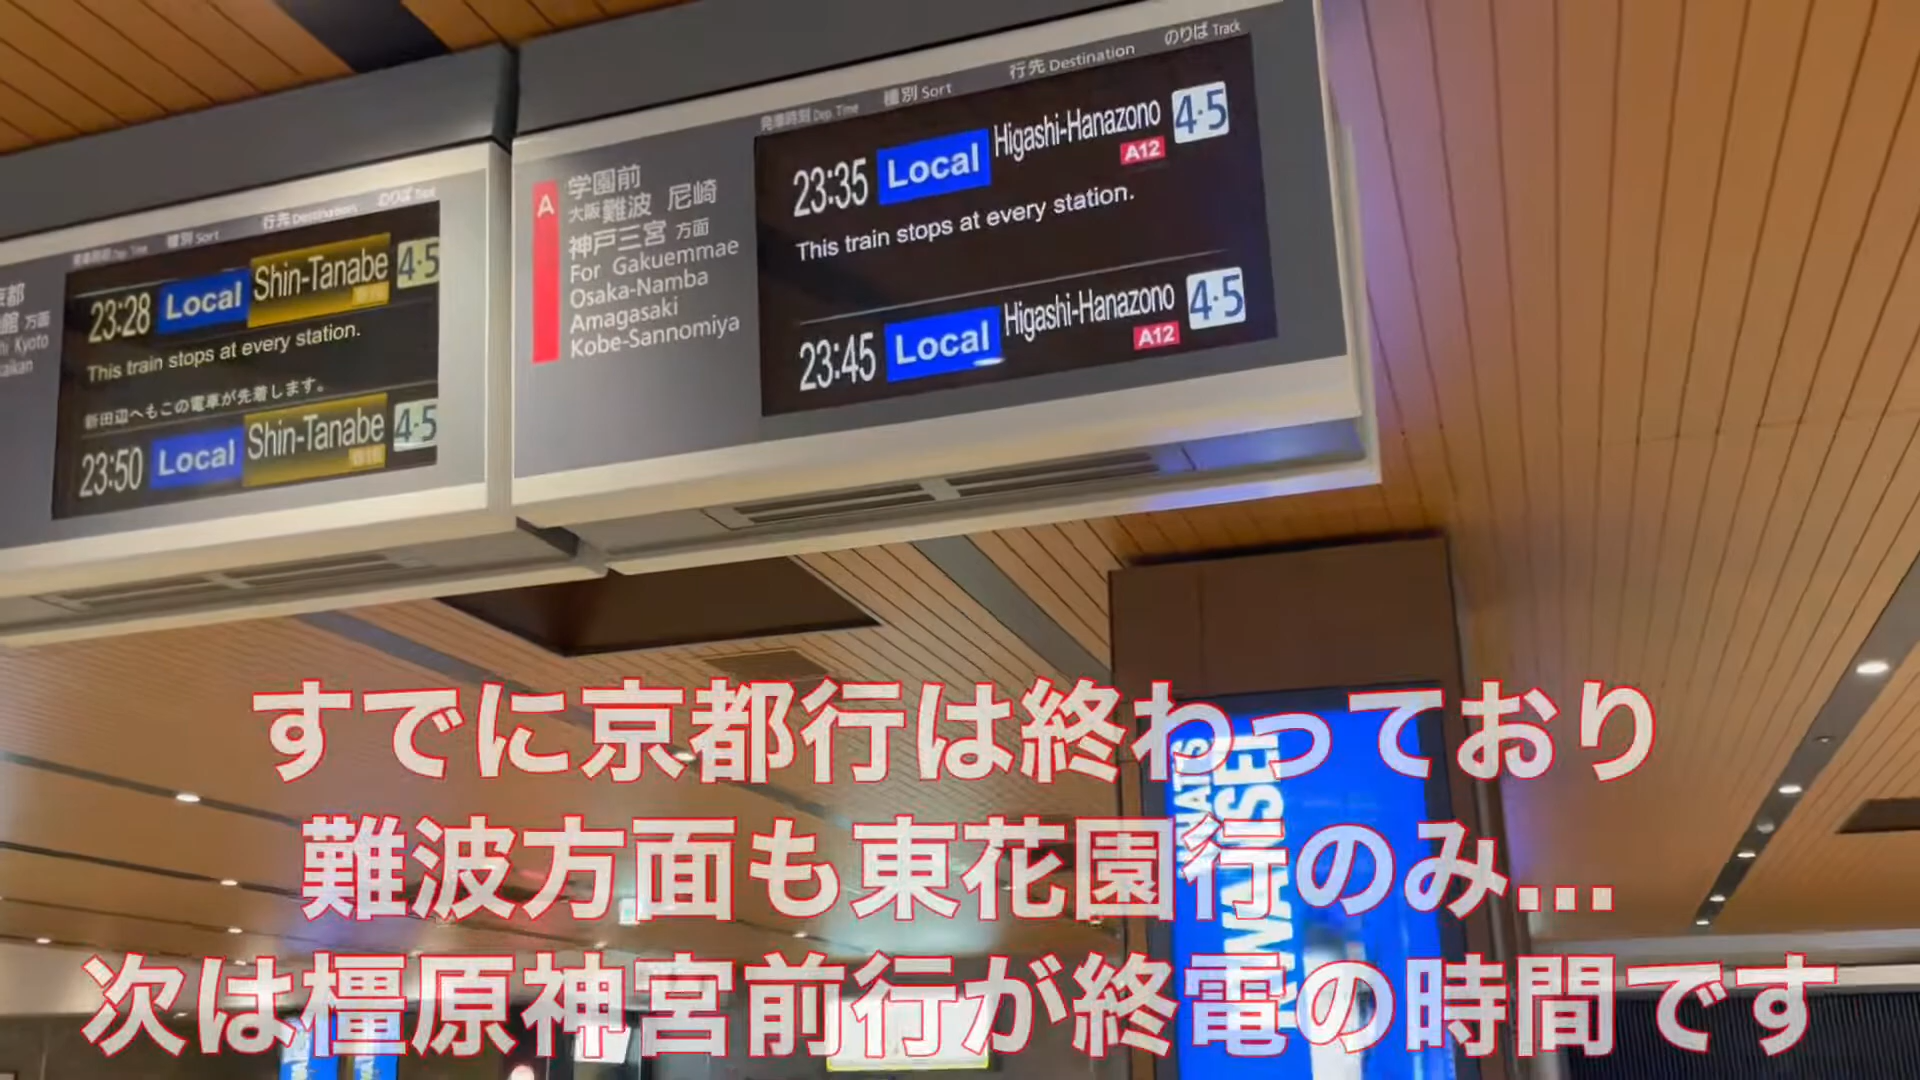 発車時刻 Dep. Time 種別 Sort 行先 Destination のりば Track
A
学園前
大阪難波 尼崎
神戸三宮 方面
For Gakuemmae
Osaka-Namba
Amagasaki
Kobe-Sannomiya
23:35 Local Higashi-Hanazono A12 4·5
This train stops at every station.
23:45 Local Higashi-Hanazono A12 4·5
種別 Sort 行先 Destination のりば Track
方面
Kyoto
23:28 Local Shin-Tanabe B16 4·5
This train stops at every station.
新田辺へもこの電車が先着します。
23:50 Local Shin-Tanabe B16 4·5
すでに京都行は終わっており
難波方面も東花園行のみ...
次は橿原神宮前行が終電の時間です